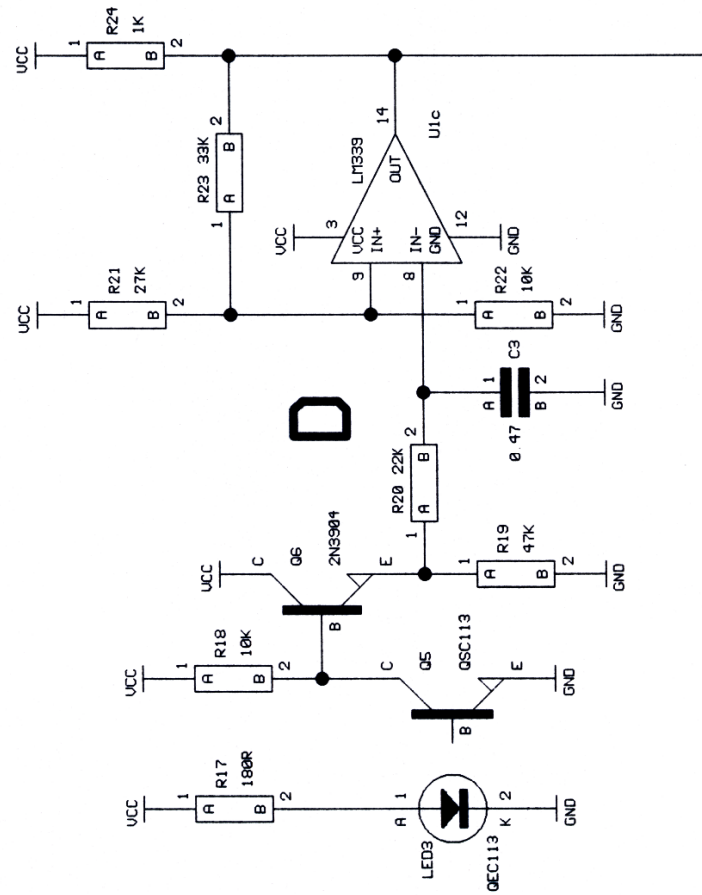 VCC
1
A
B
2
R24
1K
R23 33K
2
B
A
1
14
U1c
LM339
OUT
VCC
3
VCC
IN+
IN-
GND
12
GND
9
8
VCC
1
A
B
2
R21
27K
1
A
B
2
R22
10K
GND
D
C3
A
1
B
2
0.47
GND
R20 22K
2
B
A
1
VCC
C
Q6
2N3904
E
B
1
A
B
2
R19
47K
GND
VCC
1
A
B
2
R18
10K
C
Q5
QSC113
E
B
GND
VCC
1
A
B
2
R17
180R
1
A
LED3
QEC113
K
2
GND